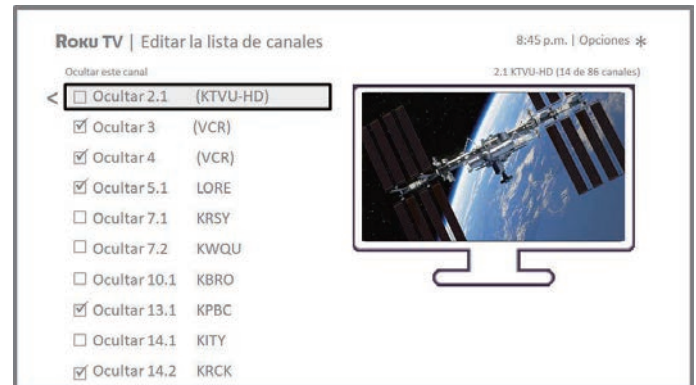 Roku TV | Editar la lista de canales
8:45 p.m. | Opciones *
Ocultar este canal
2.1 KTVU-HD (14 de 86 canales)
< ☐ Ocultar 2.1 (KTVU-HD)
☑ Ocultar 3 (VCR)
☑ Ocultar 4 (VCR)
☑ Ocultar 5.1 LORE
☐ Ocultar 7.1 KRSY
☐ Ocultar 7.2 KWQU
☐ Ocultar 10.1 KBRO
☑ Ocultar 13.1 KPBC
☐ Ocultar 14.1 KITY
☑ Ocultar 14.2 KRCK